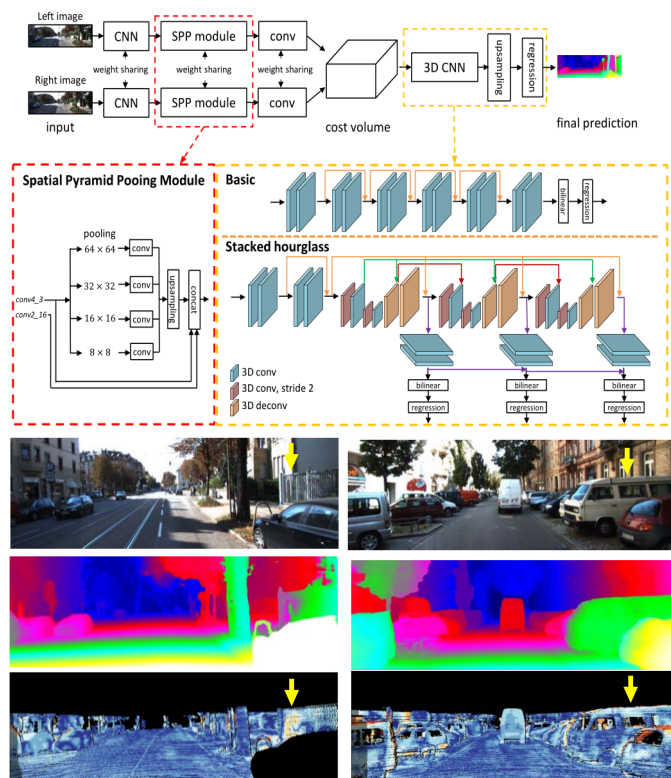 Left image
CNN
SPP module
conv
weight sharing
weight sharing
weight sharing
Right image
CNN
SPP module
conv
3D CNN
upsampling
regression
input
cost volume
final prediction
Spatial Pyramid Pooing Module
pooling
64 × 64
conv
32 × 32
conv
16 × 16
conv
8 × 8
conv
conv4_3
conv2_16
upsampling
concat
Basic
bilinear
regression
Stacked hourglass
3D conv
3D conv, stride 2
3D deconv
bilinear
bilinear
bilinear
regression
regression
regression